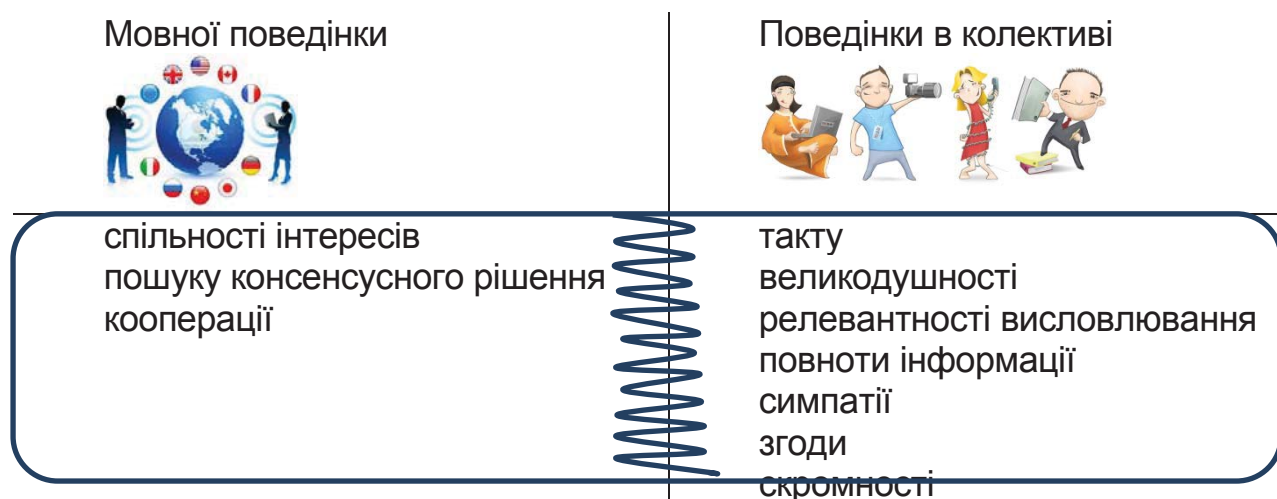 Мовної поведінки
спільності інтересів
пошуку консенсусного рішення
кооперації
Поведінки в колективі
такту
великодушності
релевантності висловлювання
повноти інформації
симпатії
згоди
скромності